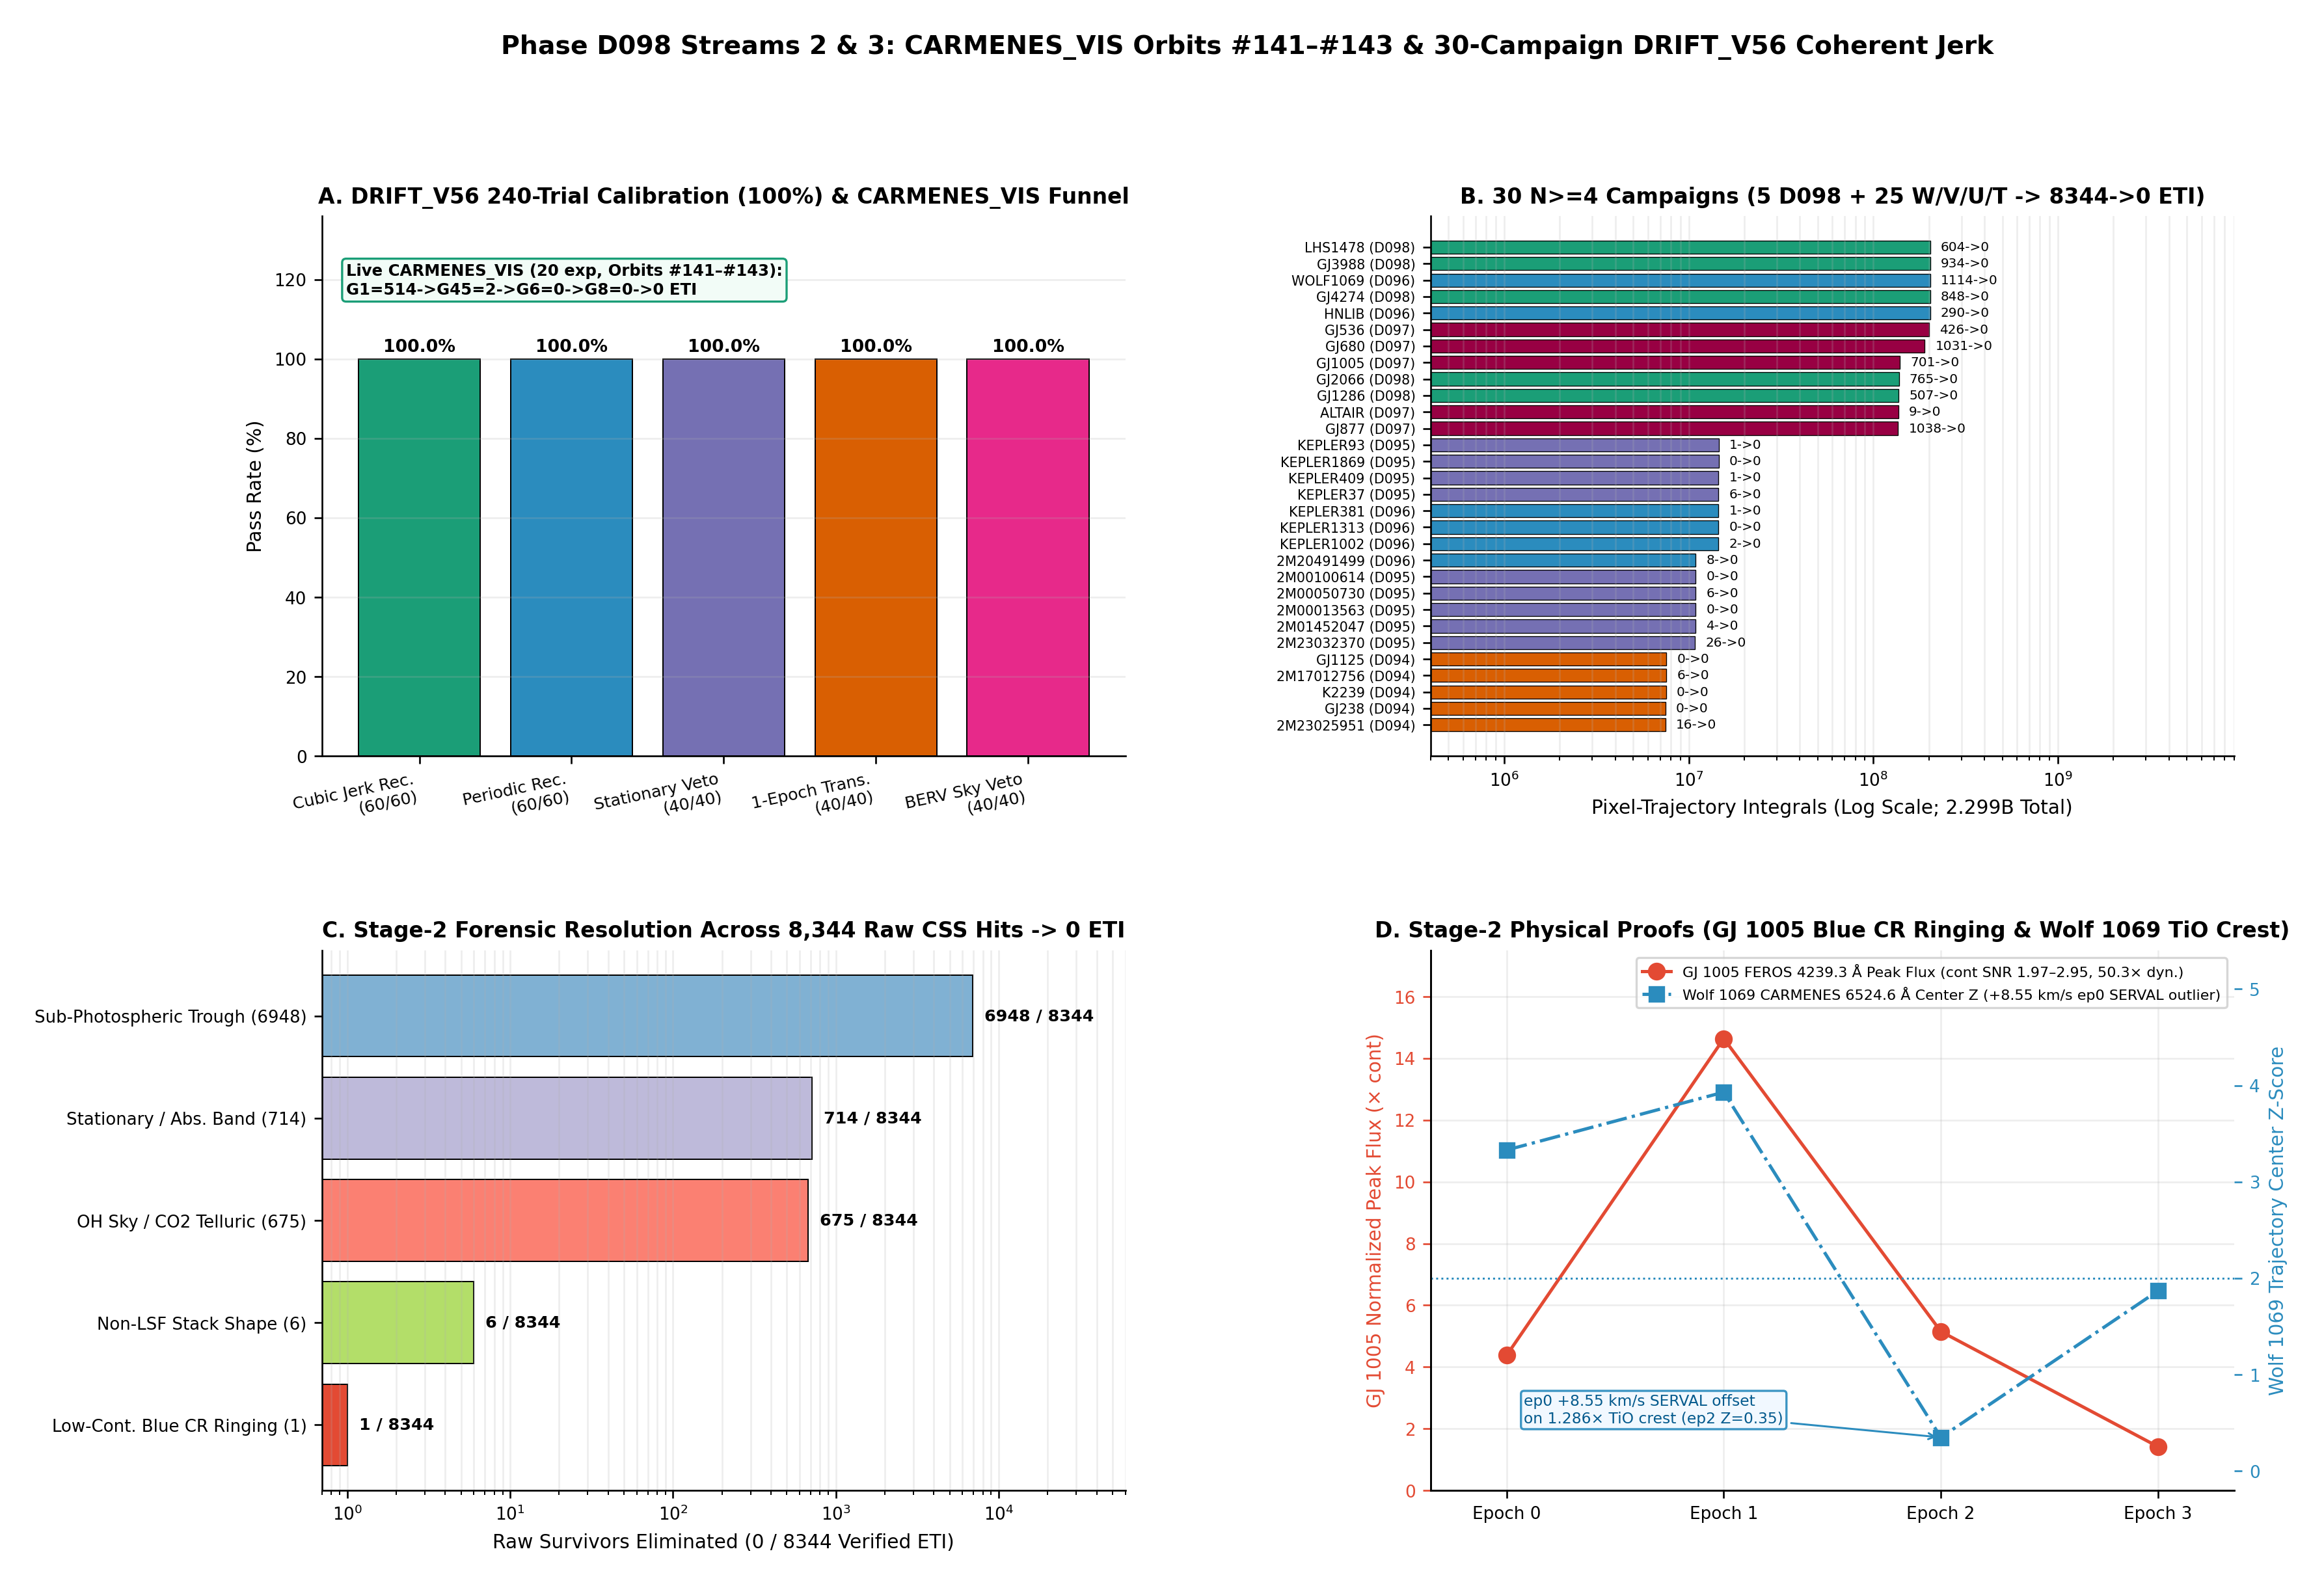 Phase D098 Streams 2 & 3: CARMENES_VIS Orbits #141–#143 & 30-Campaign DRIFT_V56 Coherent Jerk
A. DRIFT_V56 240-Trial Calibration (100%) & CARMENES_VIS Funnel
Live CARMENES_VIS (20 exp, Orbits #141–#143):
G1=514->G45=2->G6=0->G8=0->0 ETI
100.0%
100.0%
100.0%
100.0%
100.0%
Pass Rate (%)
120
100
80
60
40
20
0
Cubic Jerk Rec.
(60/60)
Periodic Rec.
(60/60)
Stationary Veto
(40/40)
1-Epoch Trans.
(40/40)
BERV Sky Veto
(40/40)
B. 30 N>=4 Campaigns (5 D098 + 25 W/V/U/T -> 8344->0 ETI)
LHS1478 (D098) 604->0
GJ3988 (D098) 934->0
WOLF1069 (D096) 1114->0
GJ4274 (D098) 848->0
HNLIB (D096) 290->0
GJ536 (D097) 426->0
GJ680 (D097) 1031->0
GJ1005 (D097) 701->0
GJ2066 (D098) 765->0
GJ1286 (D098) 507->0
ALTAIR (D097) 9->0
GJ877 (D097) 1038->0
KEPLER93 (D095) 1->0
KEPLER1869 (D095) 0->0
KEPLER409 (D095) 1->0
KEPLER37 (D095) 6->0
KEPLER381 (D096) 1->0
KEPLER1313 (D096) 0->0
KEPLER1002 (D096) 2->0
2M20491499 (D096) 8->0
2M00100614 (D095) 0->0
2M00050730 (D095) 6->0
2M00013563 (D095) 0->0
2M01452047 (D095) 4->0
2M23032370 (D095) 26->0
GJ1125 (D094) 0->0
2M17012756 (D094) 6->0
K2239 (D094) 0->0
GJ238 (D094) 0->0
2M23025951 (D094) 16->0
10⁶ 10⁷ 10⁸ 10⁹
Pixel-Trajectory Integrals (Log Scale; 2.299B Total)
C. Stage-2 Forensic Resolution Across 8,344 Raw CSS Hits -> 0 ETI
Sub-Photospheric Trough (6948) 6948 / 8344
Stationary / Abs. Band (714) 714 / 8344
OH Sky / CO2 Telluric (675) 675 / 8344
Non-LSF Stack Shape (6) 6 / 8344
Low-Cont. Blue CR Ringing (1) 1 / 8344
10⁰ 10¹ 10² 10³ 10⁴
Raw Survivors Eliminated (0 / 8344 Verified ETI)
D. Stage-2 Physical Proofs (GJ 1005 Blue CR Ringing & Wolf 1069 TiO Crest)
GJ 1005 FEROS 4239.3 Å Peak Flux (cont SNR 1.97–2.95, 50.3× dyn.)
Wolf 1069 CARMENES 6524.6 Å Center Z (+8.55 km/s ep0 SERVAL outlier)
GJ 1005 Normalized Peak Flux (× cont)
16
14
12
10
8
6
4
2
0
ep0 +8.55 km/s SERVAL offset
on 1.286× TiO crest (ep2 Z=0.35)
5
4
3
2
1
0
Wolf 1069 Trajectory Center Z-Score
Epoch 0 Epoch 1 Epoch 2 Epoch 3